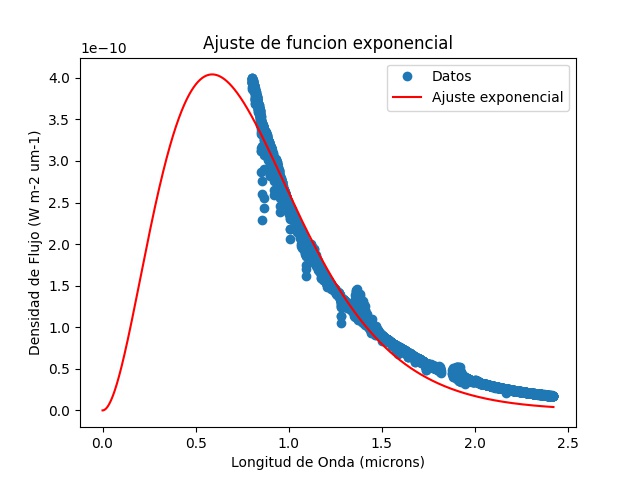 Ajuste de funcion exponencial
1e−10
Datos
Ajuste exponencial
4.0
3.5
3.0
2.5
2.0
1.5
1.0
0.5
0.0
Densidad de Flujo (W m-2 um-1)
0.0 0.5 1.0 1.5 2.0 2.5
Longitud de Onda (microns)